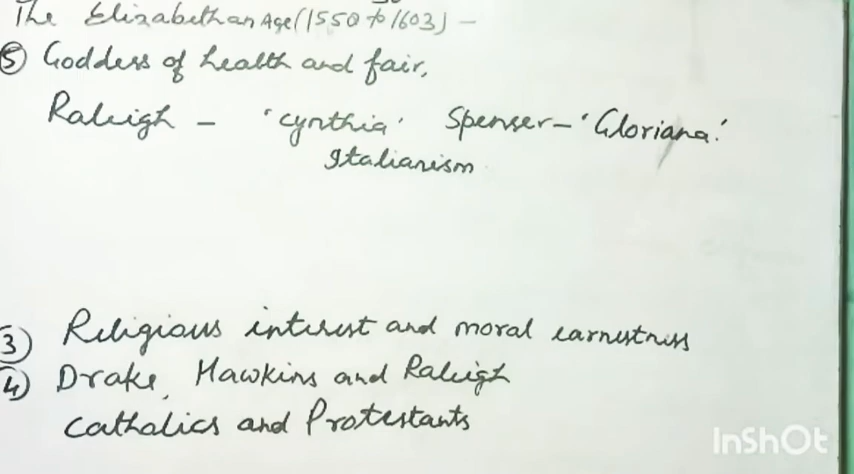 The Elizabethan Age (1550 to 1603) -
⑤ Goddess of health and fair,
Raleigh - 'cynthia' Spenser - 'Gloriana'
Italianism
③ Religious interest and moral earnestness
④ Drake, Hawkins and Raleigh
Catholics and Protestants
InShOt